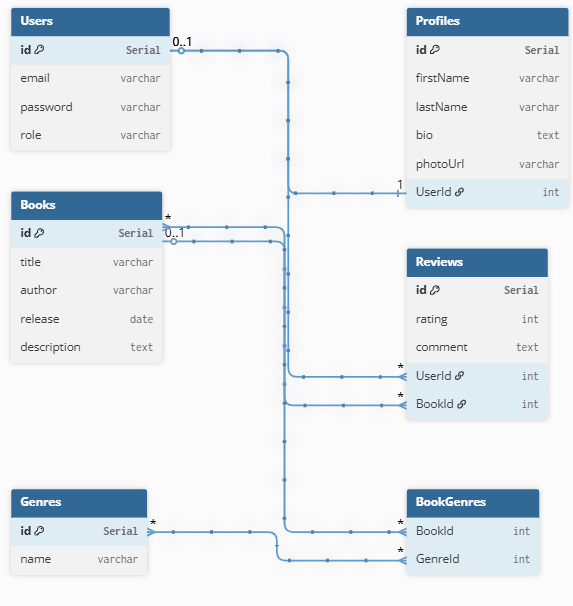 Users
id Serial
email varchar
password varchar
role varchar
0..1
Profiles
id Serial
firstName varchar
lastName varchar
bio text
photoUrl varchar
1
UserId int
Books
id Serial
title varchar
author varchar
release date
description text
*
0..1
Reviews
id Serial
rating int
comment text
*
UserId int
*
BookId int
Genres
id Serial
name varchar
*
BookGenres
*
BookId int
*
GenreId int